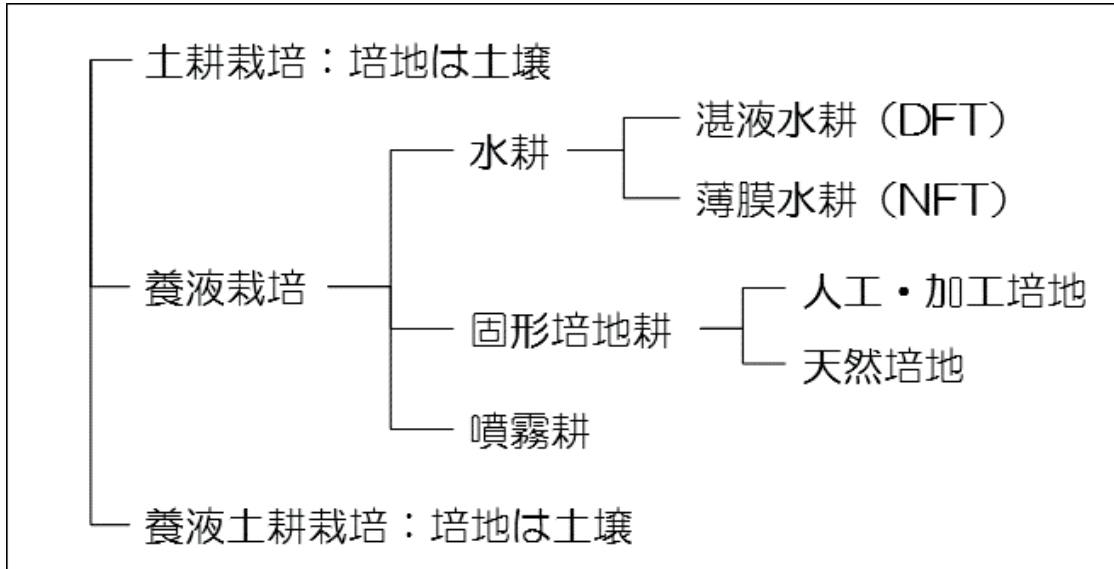 土耕栽培：培地は土壌
湛液水耕（DFT）
水耕
薄膜水耕（NFT）
養液栽培
人工・加工培地
固形培地耕
天然培地
噴霧耕
養液土耕栽培：培地は土壌